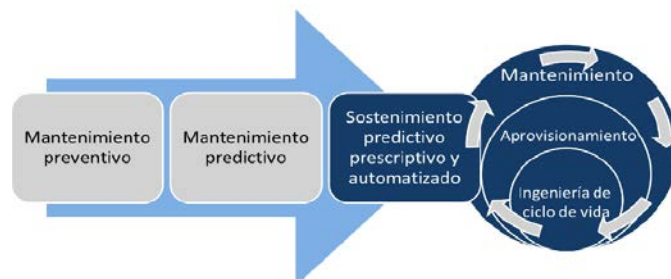 Mantenimiento
preventivo
Mantenimiento
predictivo
Sostenimiento
predictivo
prescriptivo y
automatizado
Mantenimiento
Aprovisionamiento
Ingeniería de
ciclo de vida